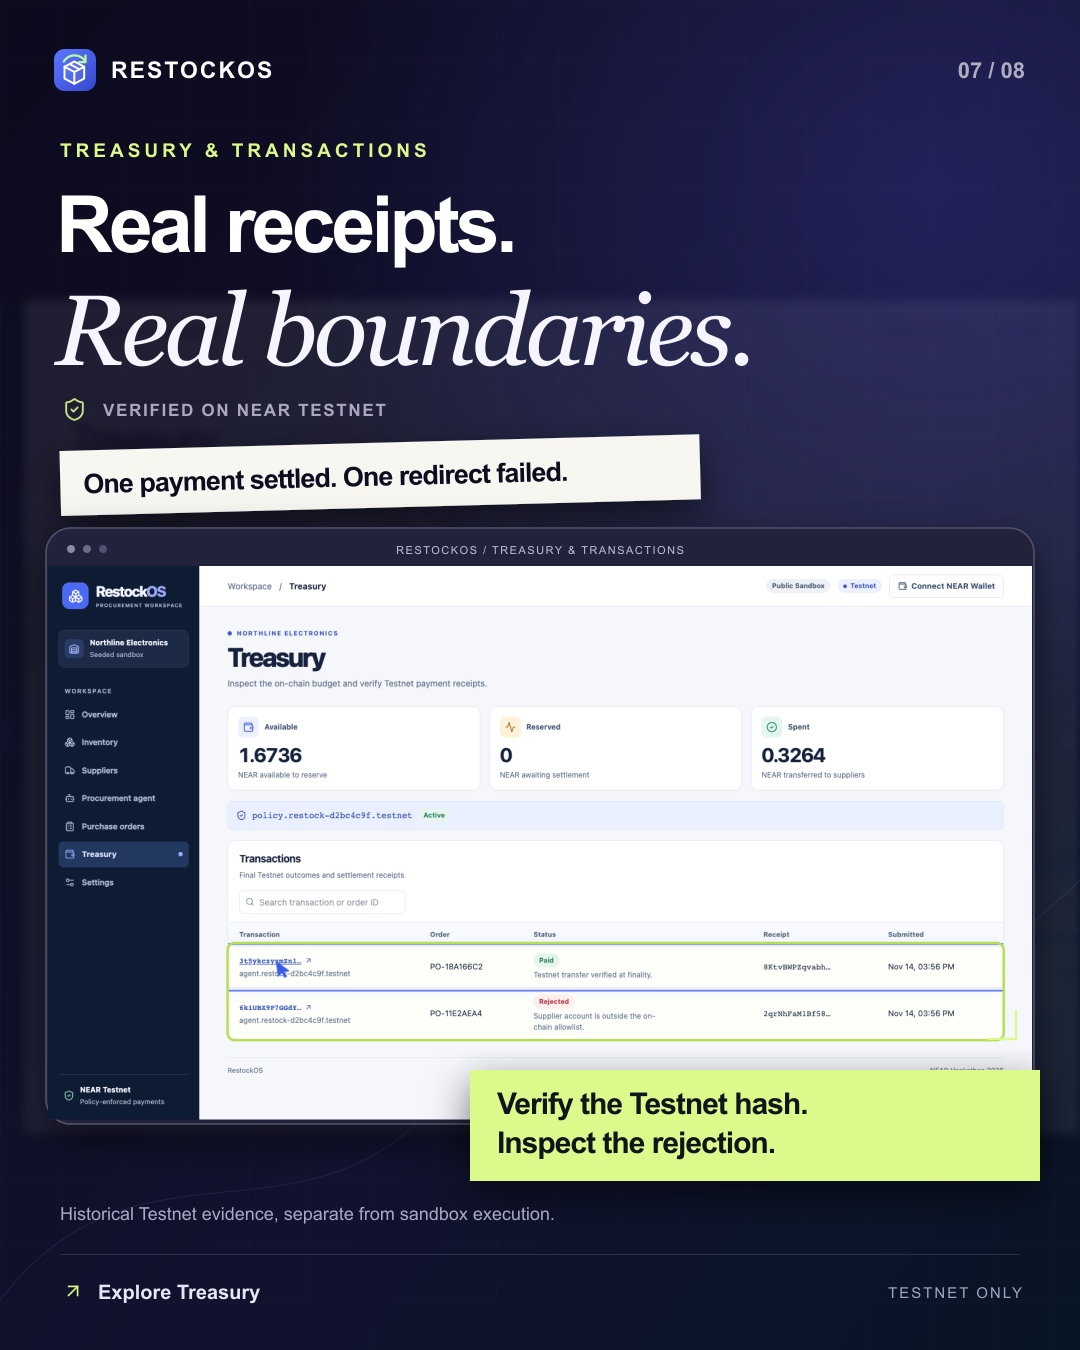 RESTOCKOS
07 / 08
TREASURY & TRANSACTIONS
Real receipts.
Real boundaries.
VERIFIED ON NEAR TESTNET
One payment settled. One redirect failed.
RESTOCKOS / TREASURY & TRANSACTIONS
RestockOS
PROCUREMENT WORKSPACE
Northline Electronics
Seeded sandbox
WORKSPACE
Overview
Inventory
Suppliers
Procurement agent
Purchase orders
Treasury
Settings
NEAR Testnet
Policy-enforced payments
Workspace / Treasury
Public Sandbox
Testnet
Connect NEAR Wallet
NORTHLINE ELECTRONICS
Treasury
Inspect the on-chain budget and verify Testnet payment receipts.
Available
1.6736
NEAR available to reserve
Reserved
0
NEAR awaiting settlement
Spent
0.3264
NEAR transferred to suppliers
policy.restock-d2bc4c9f.testnet Active
Transactions
Final Testnet outcomes and settlement receipts
Search transaction or order ID
Transaction Order Status Receipt Submitted
agent.restock-d2bc4c9f.testnet
PO-18A166C2
Paid
Testnet transfer verified at finality.
8KtvBWPZqvabh…
Nov 14, 03:56 PM
agent.restock-d2bc4c9f.testnet
PO-11E2AEA4
Rejected
Supplier account is outside the on-
chain allowlist.
Nov 14, 03:56 PM
RestockOS
Verify the Testnet hash.
Inspect the rejection.
Historical Testnet evidence, separate from sandbox execution.
Explore Treasury
TESTNET ONLY